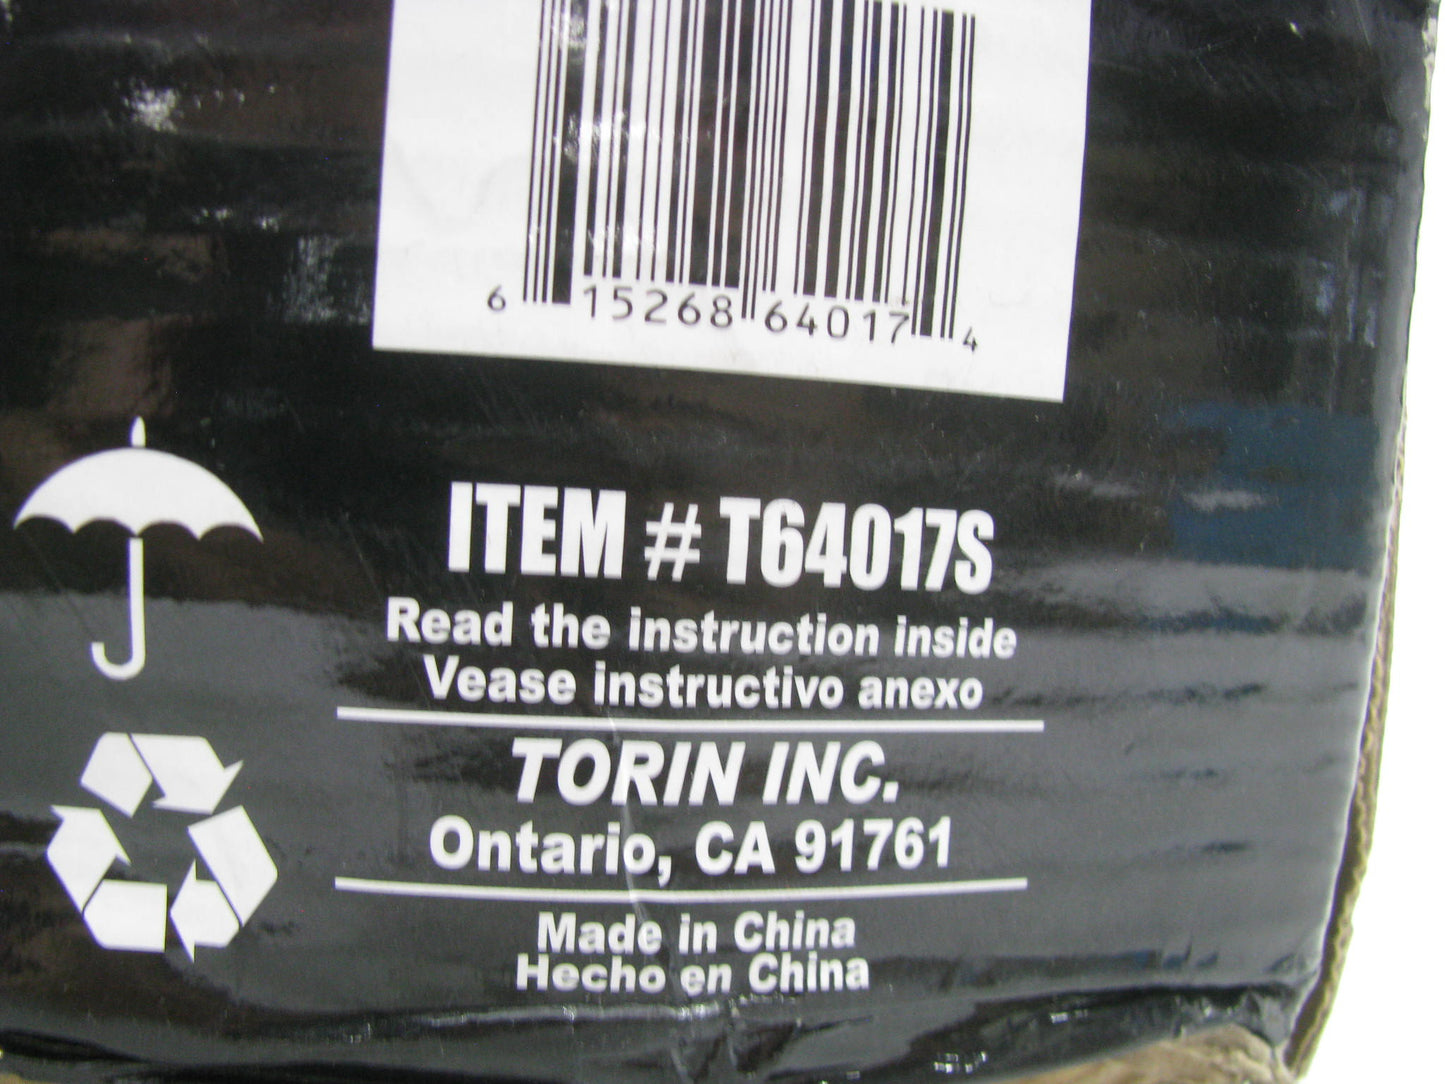 6 15268 64017 4
ITEM # T64017S
Read the instruction inside
Vease instructivo anexo
TORIN INC.
Ontario, CA 91761
Made in China
Hecho en China